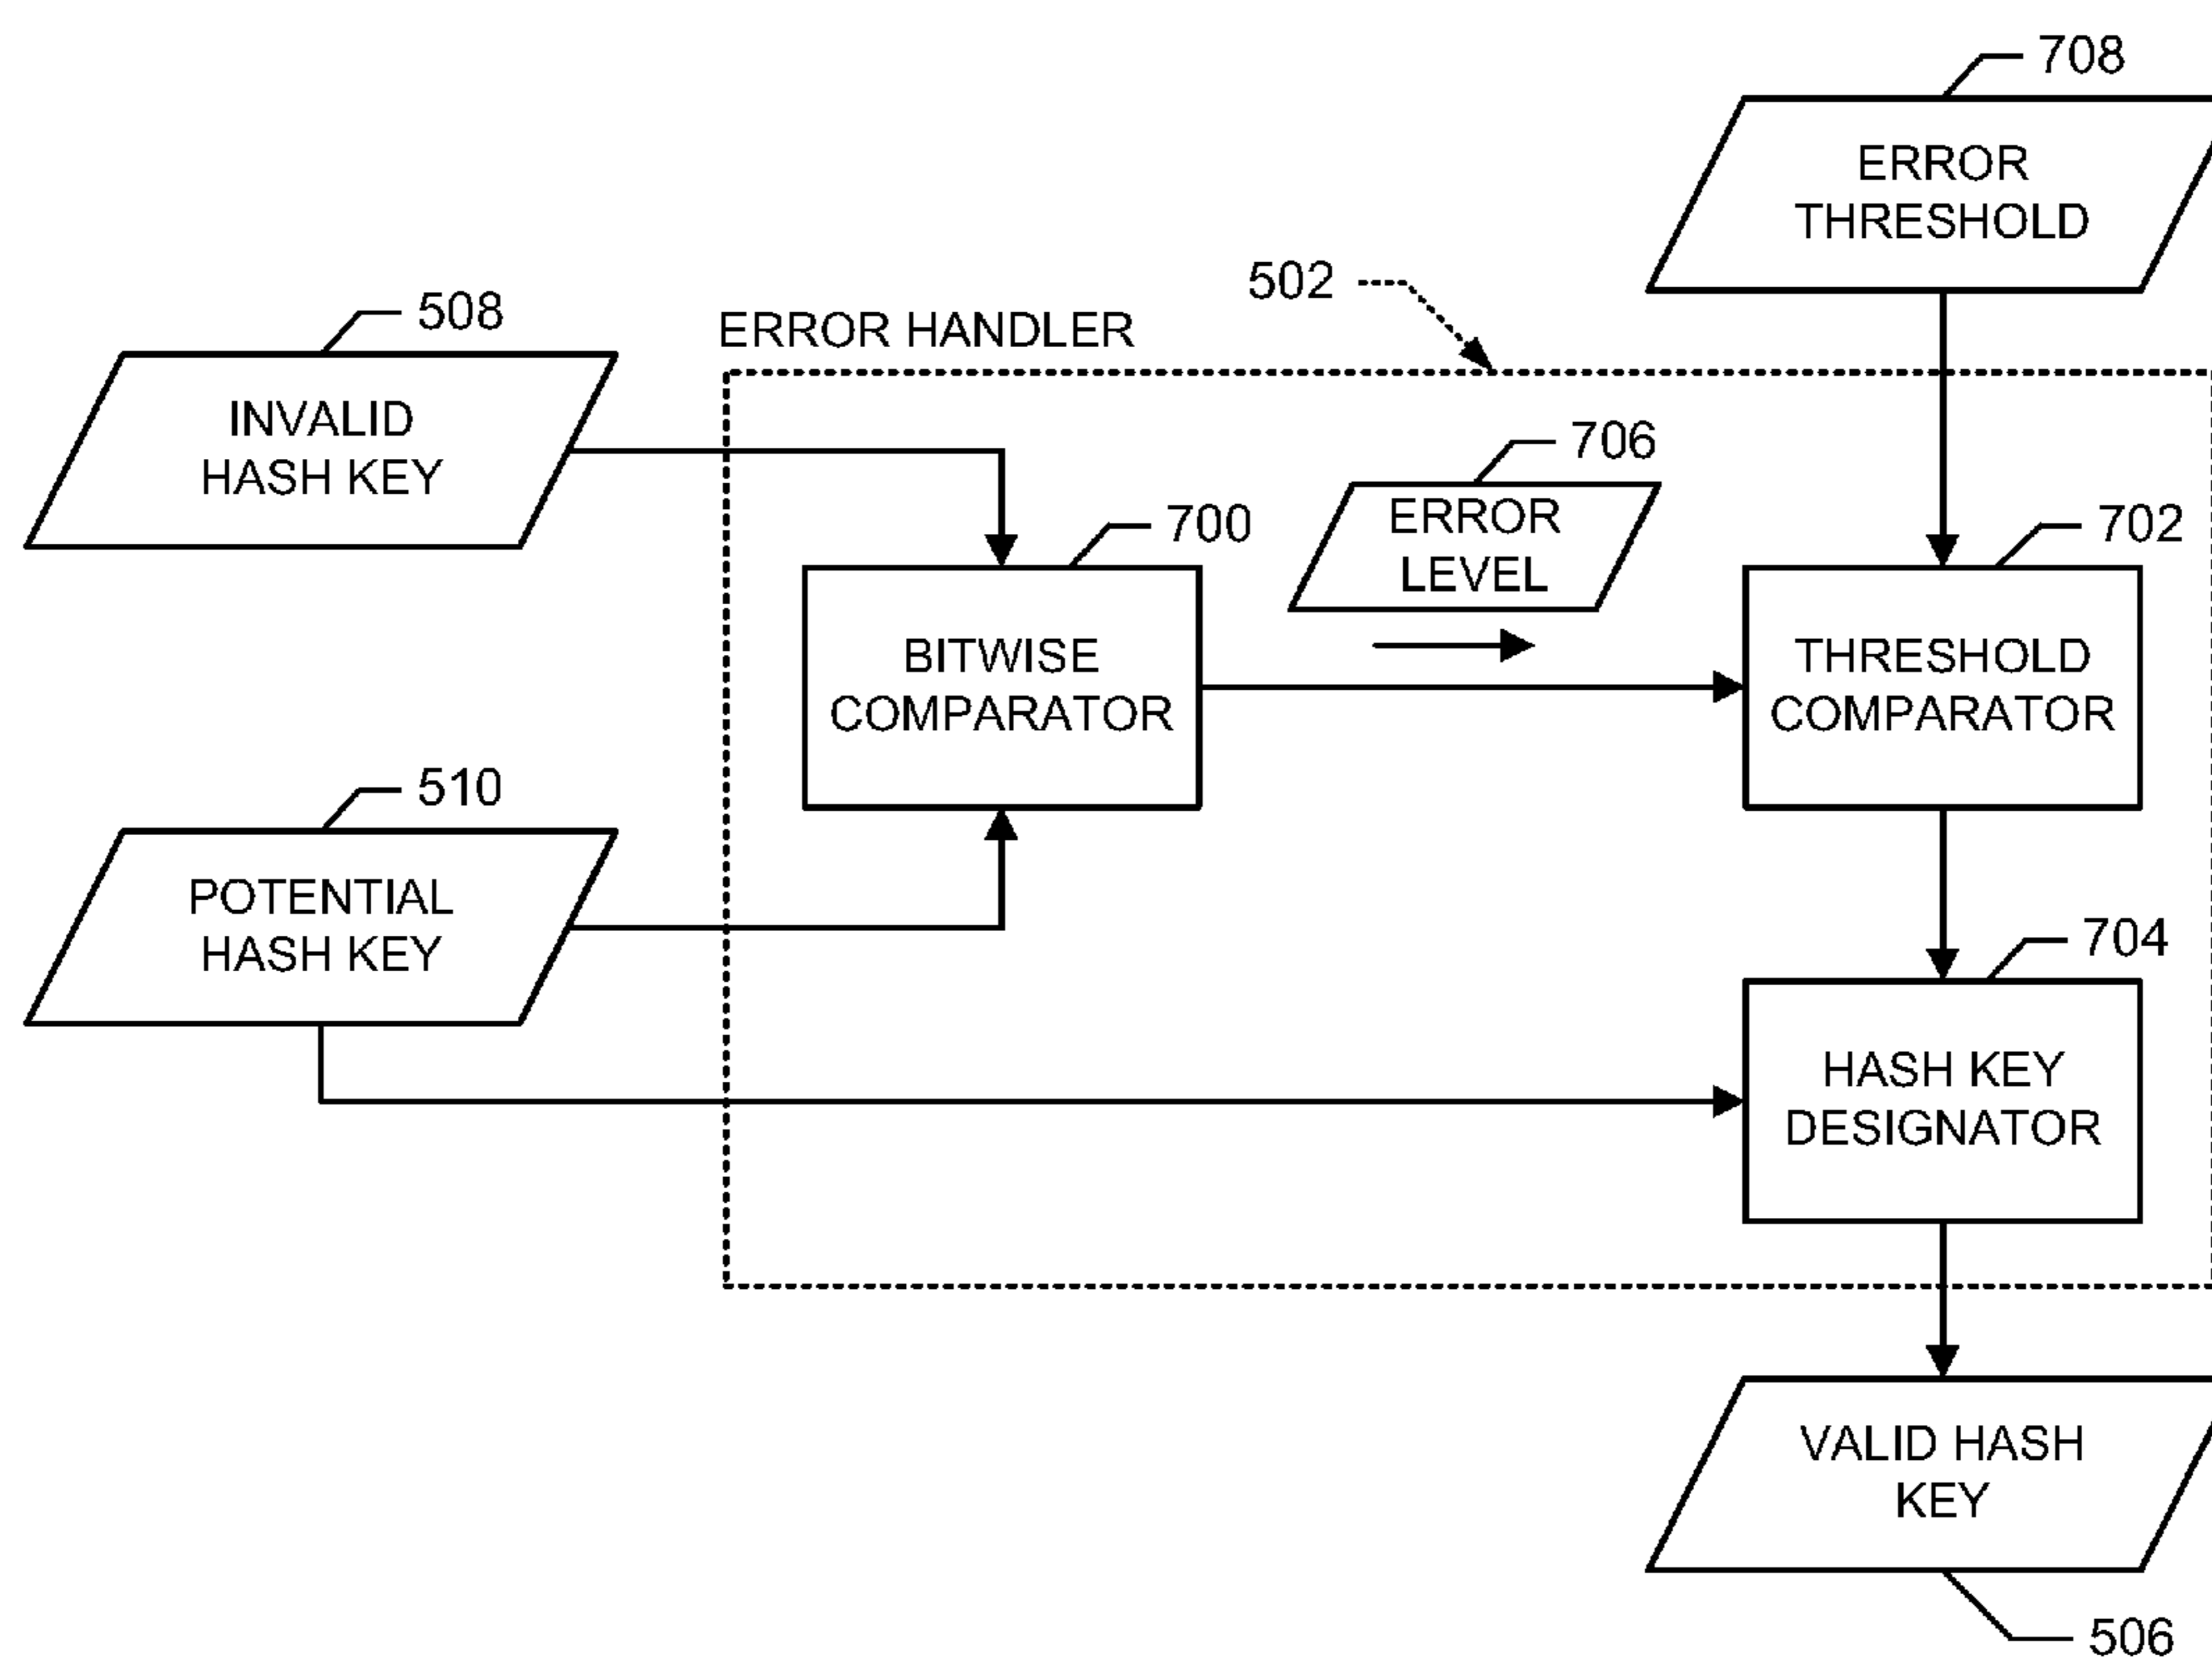 708
ERROR
THRESHOLD
502
508
ERROR HANDLER
INVALID
HASH KEY
706
ERROR
LEVEL
700
702
BITWISE
COMPARATOR
THRESHOLD
COMPARATOR
510
POTENTIAL
HASH KEY
704
HASH KEY
DESIGNATOR
VALID HASH
KEY
506